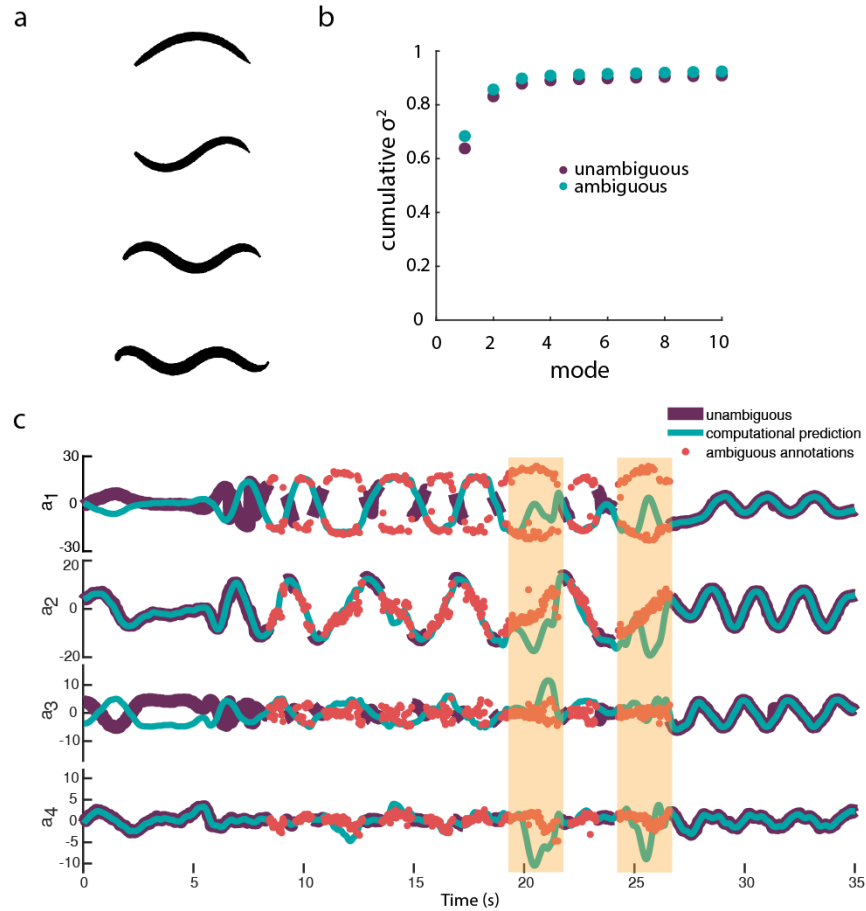 a
b
1
0.8
0.6
0.4
0.2
0
cumulative σ²
unambiguous
ambiguous
0 2 4 6 8 10
mode
c
unambiguous
computational prediction
ambiguous annotations
30
0
-30
a₁
20
0
-20
a₂
10
5
0
-5
-10
a₃
10
5
0
-5
-10
a₄
0 5 10 15 20 25 30 35
Time (s)